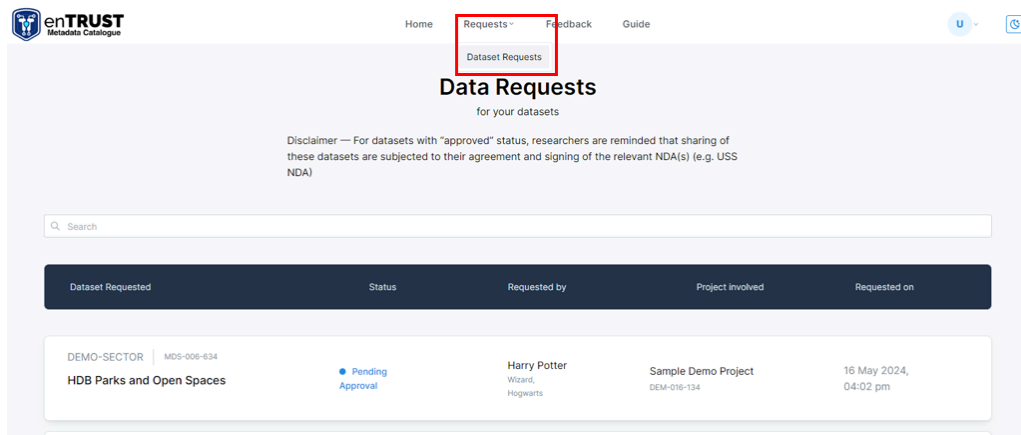 enTRUST
Metadata Catalogue
Home Requests Feedback Guide U
Dataset Requests
Data Requests
for your datasets
Disclaimer — For datasets with “approved” status, researchers are reminded that sharing of
these datasets are subjected to their agreement and signing of the relevant NDA(s) (e.g. USS
NDA)
Search
Dataset Requested Status Requested by Project involved Requested on
DEMO-SECTOR MDS-006-634
HDB Parks and Open Spaces
Pending
Approval
Harry Potter
Wizard,
Hogwarts
Sample Demo Project
DEM-016-134
16 May 2024,
04:02 pm